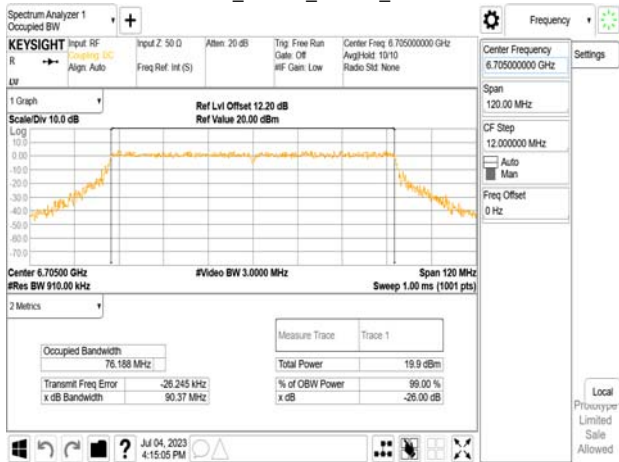 Spectrum Analyzer 1
Occupied BW
Frequency
KEYSIGHT
R
Input: RF
Coupling: DC
Align: Auto
Input Z: 50 Ω
Freq Ref: Int (S)
Atten: 20 dB
Trig: Free Run
Gate: Off
#IF Gain: Low
Center Freq: 6.705000000 GHz
Avg|Hold: 10/10
Radio Std: None
Center Frequency
6.705000000 GHz
Settings
Span
120.00 MHz
CF Step
12.000000 MHz
Auto
Man
Freq Offset
0 Hz
1 Graph
Scale/Div 10.0 dB
Ref Lvl Offset 12.20 dB
Ref Value 20.00 dBm
Log
10.0
0.00
-10.0
-20.0
-30.0
-40.0
-50.0
-60.0
-70.0
Center 6.70500 GHz
#Res BW 910.00 kHz
#Video BW 3.0000 MHz
Span 120 MHz
Sweep 1.00 ms (1001 pts)
2 Metrics
Measure Trace Trace 1
Occupied Bandwidth
76.188 MHz
Total Power 19.9 dBm
Transmit Freq Error -26.245 kHz
% of OBW Power 99.00 %
x dB Bandwidth 90.37 MHz
x dB -26.00 dB
Local
Prototype
Limited
Sale
Allowed
?
Jul 04, 2023
4:15:05 PM